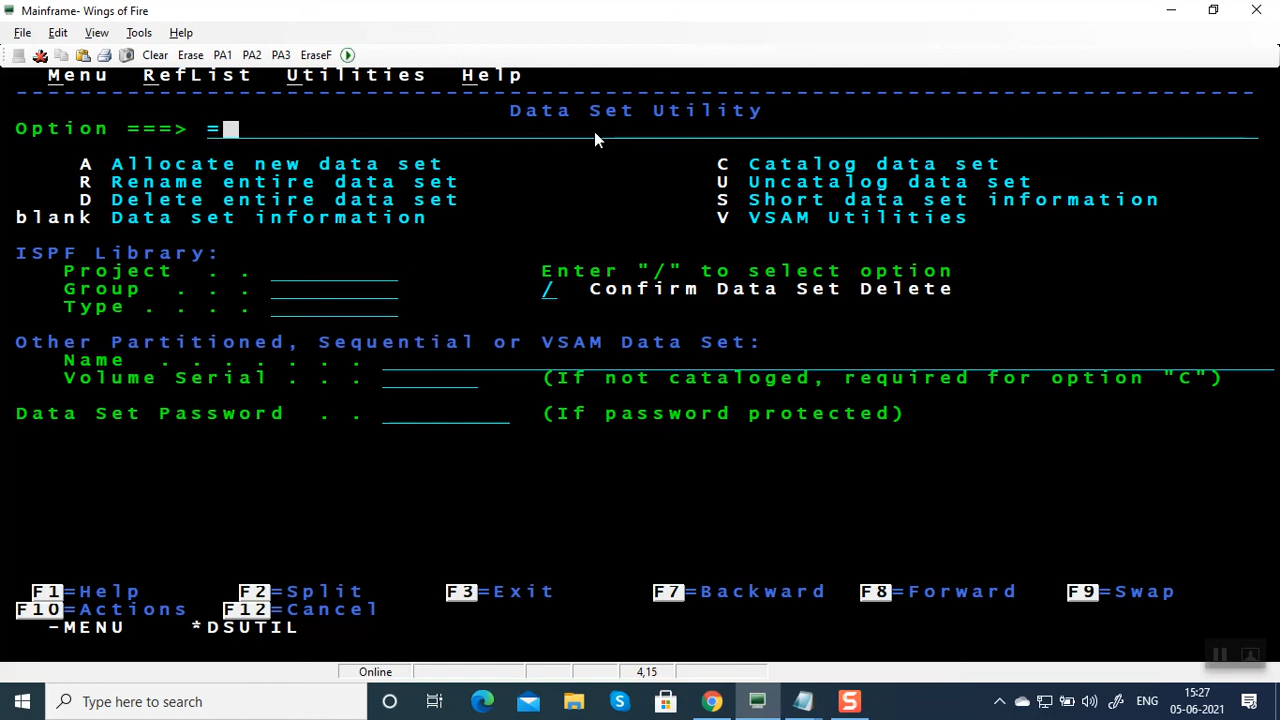 Mainframe- Wings of Fire
File Edit View Tools Help
Clear Erase PA1 PA2 PA3 EraseF
Menu RefList Utilities Help
Data Set Utility
Option ===> =
A Allocate new data set C Catalog data set
R Rename entire data set U Uncatalog data set
D Delete entire data set S Short data set information
blank Data set information V VSAM Utilities
ISPF Library:
Project . . Enter "/" to select option
Group . . . / Confirm Data Set Delete
Type . . . .
Other Partitioned, Sequential or VSAM Data Set:
Name . . . . . . .
Volume Serial . . . (If not cataloged, required for option "C")
Data Set Password . . (If password protected)
F1=Help F2=Split F3=Exit F7=Backward F8=Forward F9=Swap
F10=Actions F12=Cancel
-MENU *DSUTIL
Online 4,15
Type here to search ENG 15:27
05-06-2021